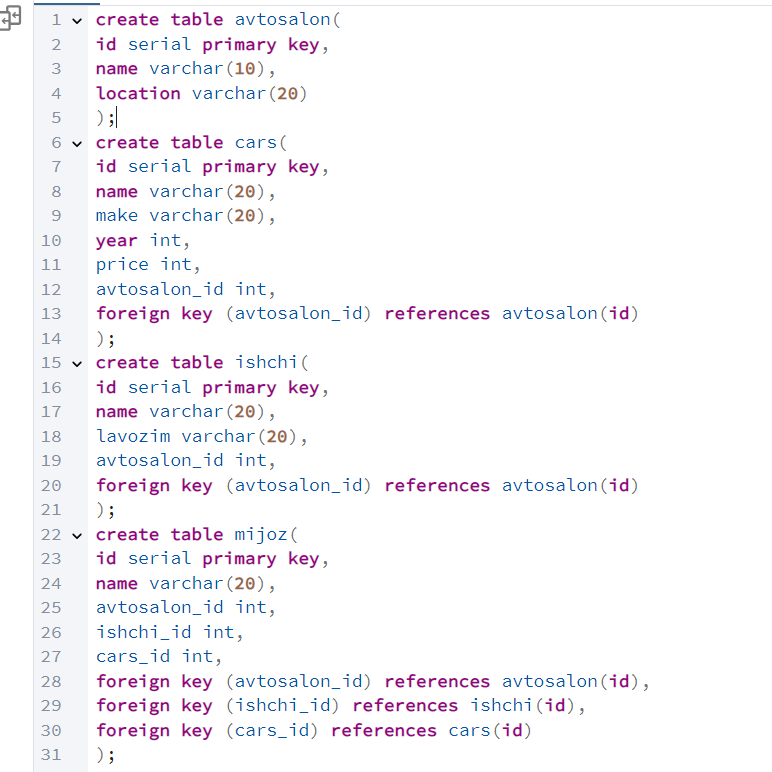 1 create table avtosalon(
2 id serial primary key,
3 name varchar(10),
4 location varchar(20)
5 );
6 create table cars(
7 id serial primary key,
8 name varchar(20),
9 make varchar(20),
10 year int,
11 price int,
12 avtosalon_id int,
13 foreign key (avtosalon_id) references avtosalon(id)
14 );
15 create table ishchi(
16 id serial primary key,
17 name varchar(20),
18 lavozim varchar(20),
19 avtosalon_id int,
20 foreign key (avtosalon_id) references avtosalon(id)
21 );
22 create table mijoz(
23 id serial primary key,
24 name varchar(20),
25 avtosalon_id int,
26 ishchi_id int,
27 cars_id int,
28 foreign key (avtosalon_id) references avtosalon(id),
29 foreign key (ishchi_id) references ishchi(id),
30 foreign key (cars_id) references cars(id)
31 );